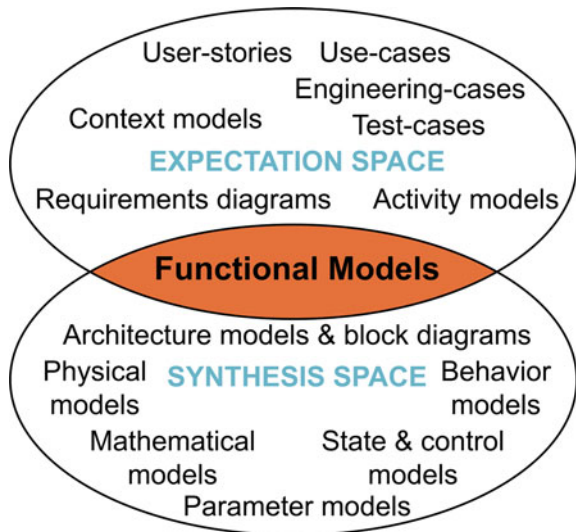 User-stories Use-cases
Engineering-cases
Context models Test-cases
EXPECTATION SPACE
Requirements diagrams Activity models
Functional Models
Architecture models & block diagrams
Physical models
SYNTHESIS SPACE
Behavior models
Mathematical models
State & control models
Parameter models